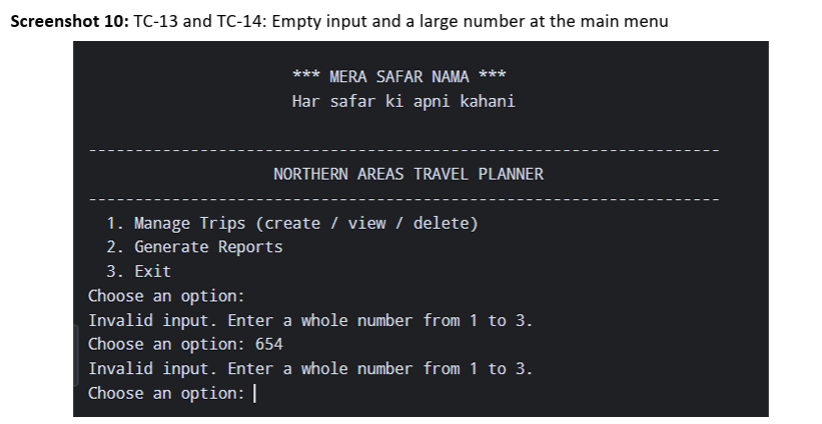 Screenshot 10: TC-13 and TC-14: Empty input and a large number at the main menu
*** MERA SAFAR NAMA ***
Har safar ki apni kahani
----------------------------------------------------------------------
NORTHERN AREAS TRAVEL PLANNER
----------------------------------------------------------------------
1. Manage Trips (create / view / delete)
2. Generate Reports
3. Exit
Choose an option:
Invalid input. Enter a whole number from 1 to 3.
Choose an option: 654
Invalid input. Enter a whole number from 1 to 3.
Choose an option: